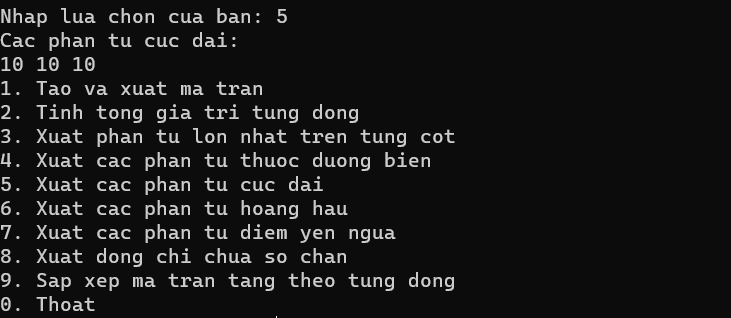 Nhap lua chon cua ban: 5
Cac phan tu cuc dai:
10 10 10
1. Tao va xuat ma tran
2. Tinh tong gia tri tung dong
3. Xuat phan tu lon nhat tren tung cot
4. Xuat cac phan tu thuoc duong bien
5. Xuat cac phan tu cuc dai
6. Xuat cac phan tu hoang hau
7. Xuat cac phan tu diem yen ngua
8. Xuat dong chi chua so chan
9. Sap xep ma tran tang theo tung dong
0. Thoat